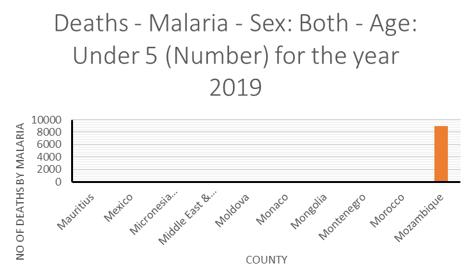 Deaths - Malaria - Sex: Both - Age:
Under 5 (Number) for the year
2019
NO OF DEATHS BY MALARIA
10000
8000
6000
4000
2000
0
Mauritius
Mexico
Micronesia...
Middle East &...
Moldova
Monaco
Mongolia
Montenegro
Morocco
Mozambique
COUNTY